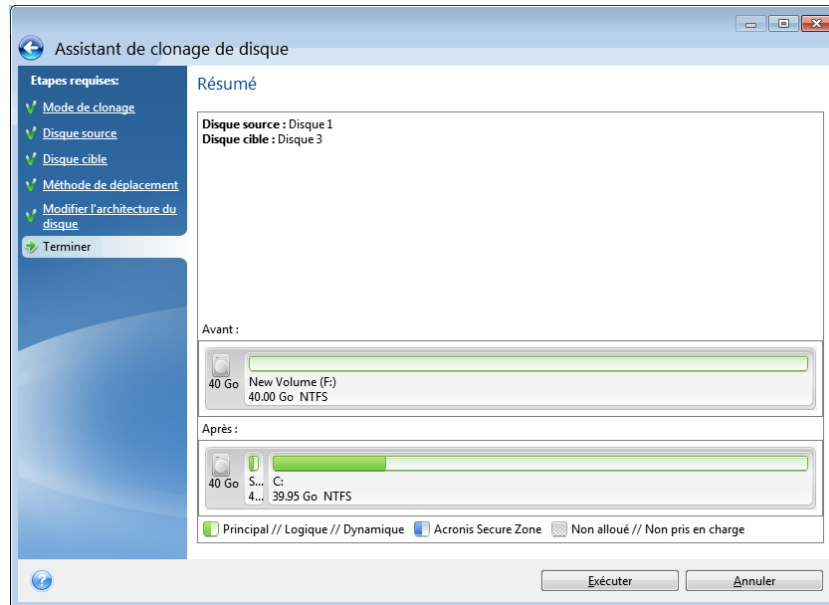 Assistant de clonage de disque
Etapes requises:
Mode de clonage
Disque source
Disque cible
Méthode de déplacement
Modifier l'architecture du
disque
Terminer
Résumé
Disque source : Disque 1
Disque cible : Disque 3
Avant :
40 Go
New Volume (F:)
40.00 Go NTFS
Après :
40 Go
S...
4...
C:
39.95 Go NTFS
Principal // Logique // Dynamique
Acronis Secure Zone
Non alloué // Non pris en charge
?
Exécuter
Annuler